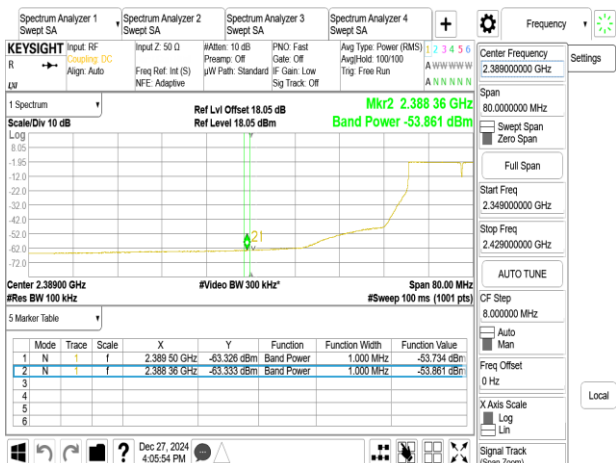 Spectrum Analyzer 1
Swept SA
Spectrum Analyzer 2
Swept SA
Spectrum Analyzer 3
Swept SA
Spectrum Analyzer 4
Swept SA
+
Frequency
Settings
KEYSIGHT
R
Input: RF
Coupling: DC
Align: Auto
Input Z: 50 Ω
Freq Ref: Int (S)
NFE: Adaptive
#Atten: 10 dB
Preamp: Off
µW Path: Standard
PNO: Fast
Gate: Off
IF Gain: Low
Sig Track: Off
Avg Type: Power (RMS)
Avg|Hold: 100/100
Trig: Free Run
1 2 3 4 5 6
A W W W W W
A N N N N N
1 Spectrum
Scale/Div 10 dB
Ref Lvl Offset 18.05 dB
Ref Level 18.05 dBm
Mkr2 2.388 36 GHz
Band Power -53.861 dBm
Log
8.05
-1.95
-12.0
-22.0
-32.0
-42.0
-52.0
-62.0
-72.0
21
Center 2.38900 GHz
#Video BW 300 kHz*
Span 80.00 MHz
#Res BW 100 kHz
#Sweep 100 ms (1001 pts)
5 Marker Table
Mode Trace Scale X Y Function Function Width Function Value
1 N 1 f 2.389 50 GHz -63.326 dBm Band Power 1.000 MHz -53.734 dBm
2 N 1 f 2.388 36 GHz -63.333 dBm Band Power 1.000 MHz -53.861 dBm
3
4
5
6
Dec 27, 2024
4:05:54 PM
?
Center Frequency
2.389000000 GHz
Span
80.0000000 MHz
Swept Span
Zero Span
Full Span
Start Freq
2.349000000 GHz
Stop Freq
2.429000000 GHz
AUTO TUNE
CF Step
8.000000 MHz
Auto
Man
Freq Offset
0 Hz
X Axis Scale
Log
Lin
Signal Track
(Span Zoom)
Local